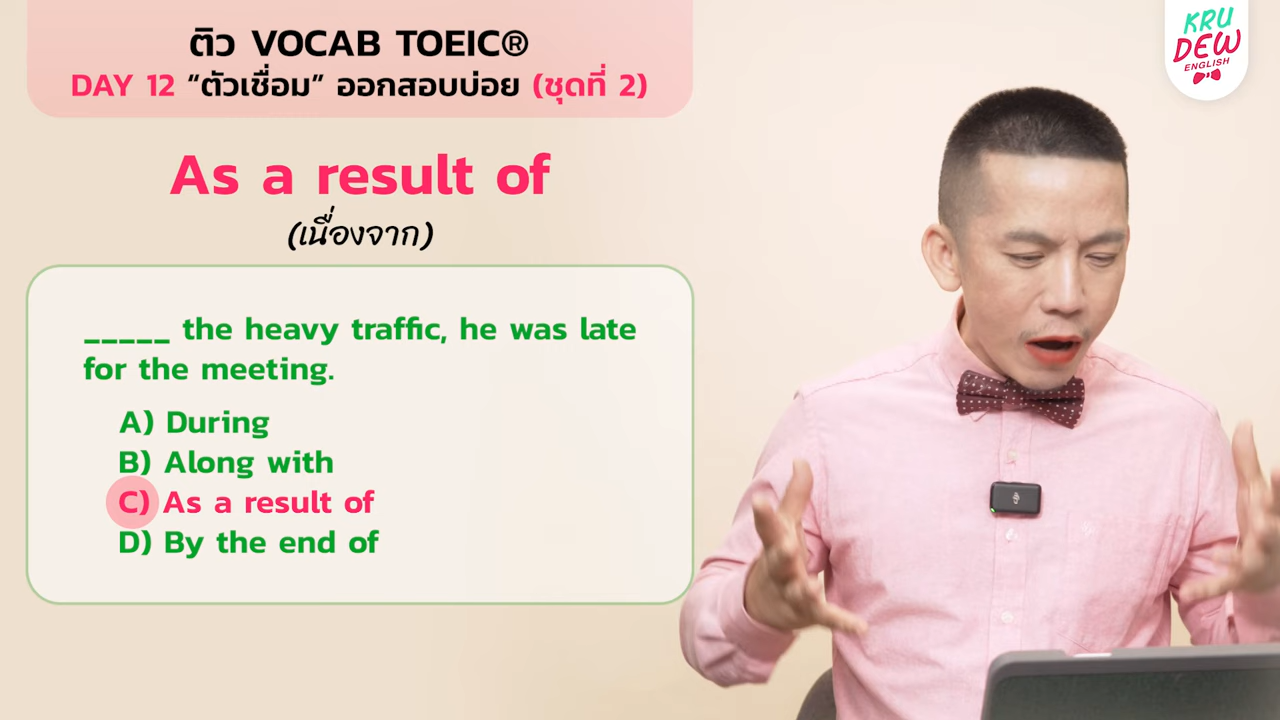 ติว VOCAB TOEIC®
DAY 12 “ตัวเชื่อม” ออกสอบบ่อย (ชุดที่ 2)
KRU
DEW
ENGLISH
As a result of
(เนื่องจาก)
_____ the heavy traffic, he was late
for the meeting.
A) During
B) Along with
C) As a result of
D) By the end of